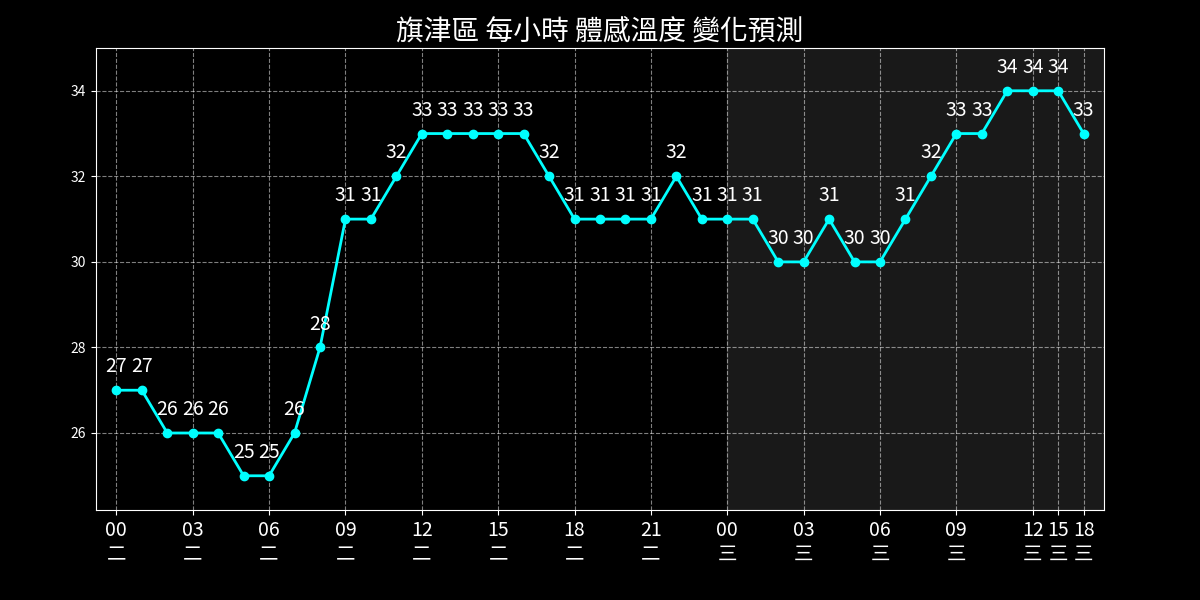 旗津區 每小時 體感溫度 變化預測
34 34 34
34
33 33 33 33 33 33 33 33
32 32 32 32
32
31 31 31 31 31 31 31 31 31 31 31
30 30 30 30
30
28
28
27 27
26 26 26 26
26
25 25
00 03 06 09 12 15 18 21 00 03 06 09 12 15 18
二 二 二 二 二 二 二 二 三 三 三 三 三 三 三